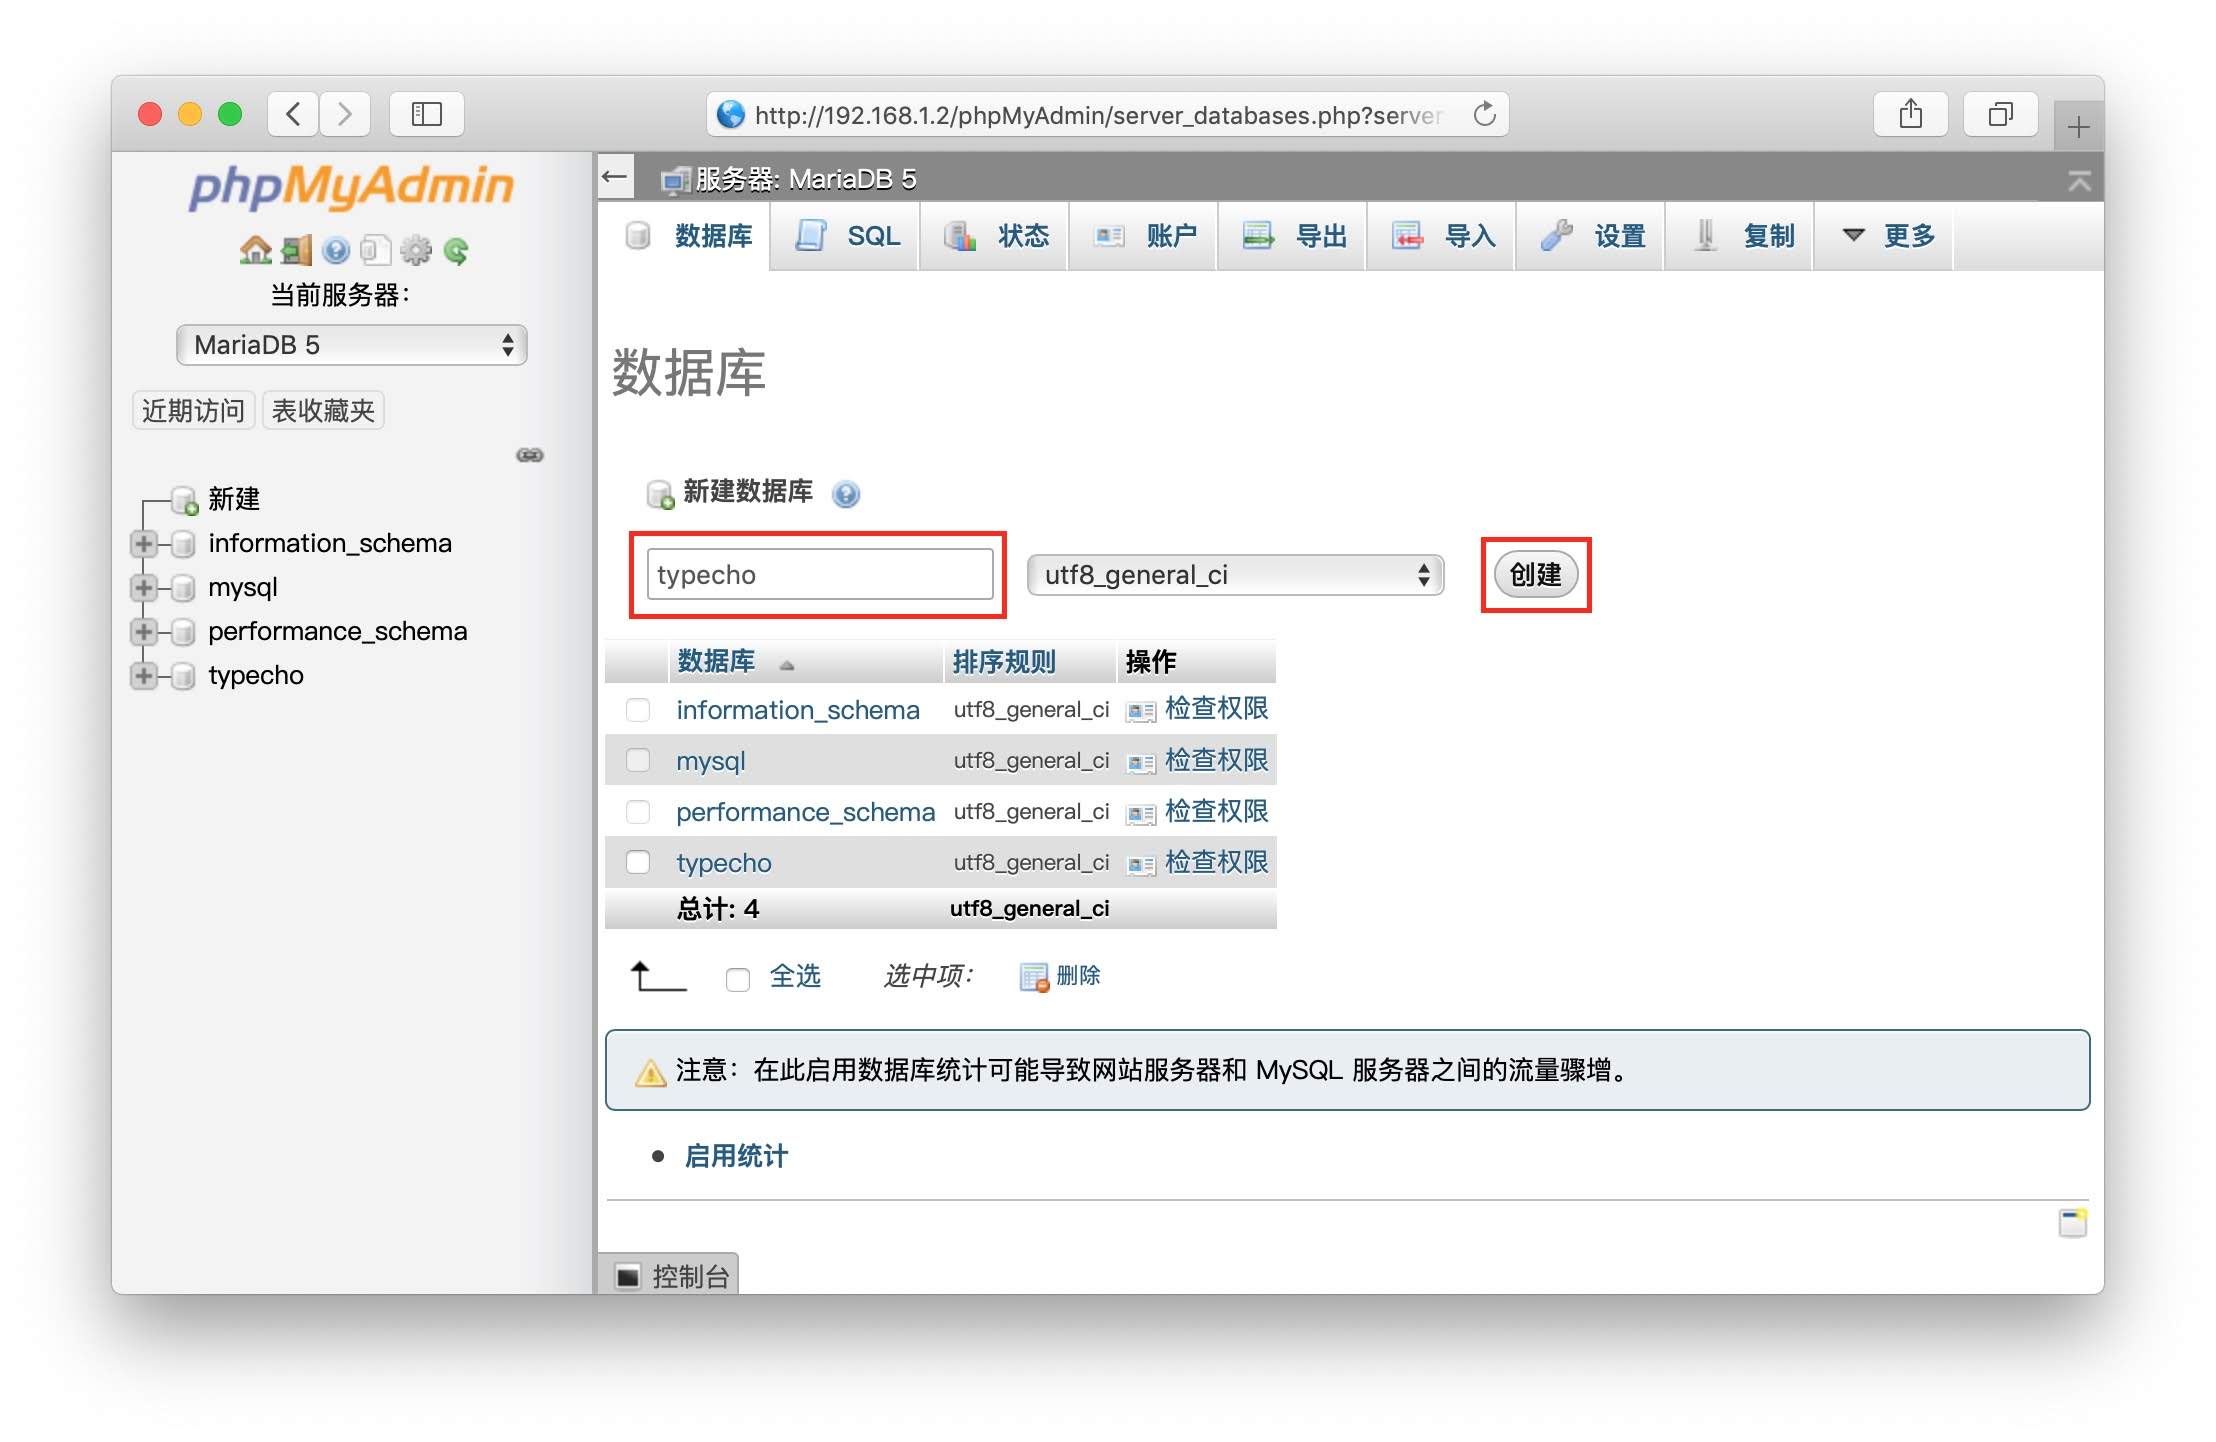 http://192.168.1.2/phpMyAdmin/server_databases.php?server
phpMyAdmin
当前服务器：
MariaDB 5
近期访问 表收藏夹
新建
information_schema
mysql
performance_schema
typecho
服务器: MariaDB 5
数据库 SQL 状态 账户 导出 导入 设置 复制 更多
数据库
新建数据库
typecho utf8_general_ci 创建
数据库 排序规则 操作
information_schema utf8_general_ci 检查权限
mysql utf8_general_ci 检查权限
performance_schema utf8_general_ci 检查权限
typecho utf8_general_ci 检查权限
总计: 4 utf8_general_ci
全选 选中项： 删除
注意：在此启用数据库统计可能导致网站服务器和 MySQL 服务器之间的流量骤增。
启用统计
控制台